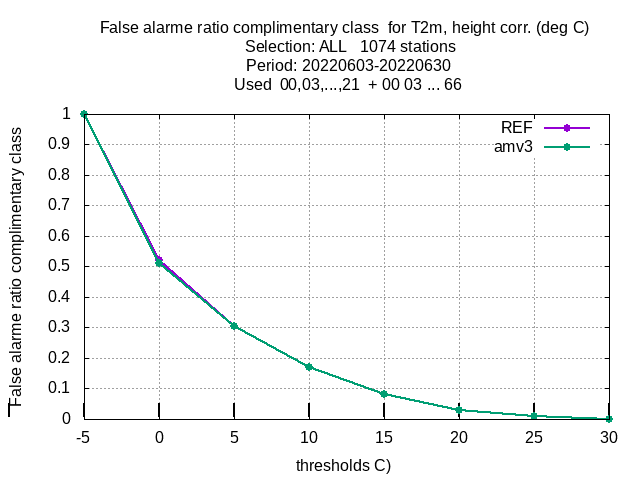 False alarme ratio complimentary class  for T2m, height corr. (deg C)
Selection: ALL   1074 stations
Period: 20220603-20220630
Used  00,03,...,21  + 00 03 ... 66
REF
amv3
False alarme ratio complimentary class
1
0.9
0.8
0.7
0.6
0.5
0.4
0.3
0.2
0.1
0
-5 0 5 10 15 20 25 30
thresholds C)